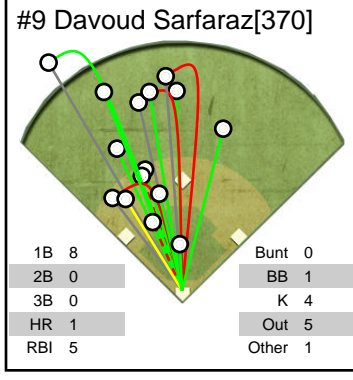 #9 Davoud Sarfaraz[370]
1B 8 Bunt 0
2B 0 BB 1
3B 0 K 4
HR 1 Out 5
RBI 5 Other 1